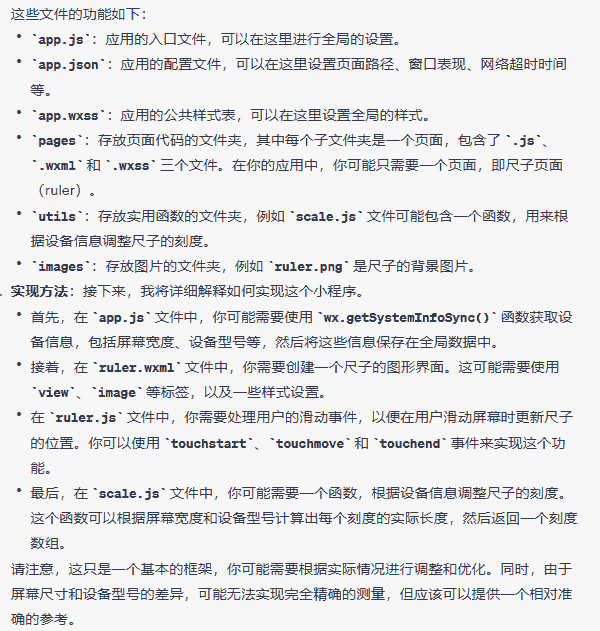 这些文件的功能如下：
• `app.js`：应用的入口文件，可以在这里进行全局的设置。
• `app.json`：应用的配置文件，可以在这里设置页面路径、窗口表现、网络超时时间
等。
• `app.wxss`：应用的公共样式表，可以在这里设置全局的样式。
• `pages`：存放页面代码的文件夹，其中每个子文件夹是一个页面，包含了 `.js`、
`.wxml` 和 `.wxss` 三个文件。在你的应用中，你可能只需要一个页面，即尺子页面
（ruler）。
• `utils`：存放实用函数的文件夹，例如 `scale.js` 文件可能包含一个函数，用来根
据设备信息调整尺子的刻度。
• `images`：存放图片的文件夹，例如 `ruler.png` 是尺子的背景图片。
. 实现方法：接下来，我将详细解释如何实现这个小程序。
• 首先，在 `app.js` 文件中，你可能需要使用 `wx.getSystemInfoSync()` 函数获取设
备信息，包括屏幕宽度、设备型号等，然后将这些信息保存在全局数据中。
• 接着，在 `ruler.wxml` 文件中，你需要创建一个尺子的图形界面。这可能需要使用
`view`、`image` 等标签，以及一些样式设置。
• 在 `ruler.js` 文件中，你需要处理用户的滑动事件，以便在用户滑动屏幕时更新尺子
的位置。你可以使用 `touchstart`、`touchmove` 和 `touchend` 事件来实现这个功
能。
• 最后，在 `scale.js` 文件中，你可能需要一个函数，根据设备信息调整尺子的刻度。
这个函数可以根据屏幕宽度和设备型号计算出每个刻度的实际长度，然后返回一个刻度
数组。
请注意，这只是一个基本的框架，你可能需要根据实际情况进行调整和优化。同时，由于
屏幕尺寸和设备型号的差异，可能无法实现完全精确的测量，但应该可以提供一个相对准
确的参考。